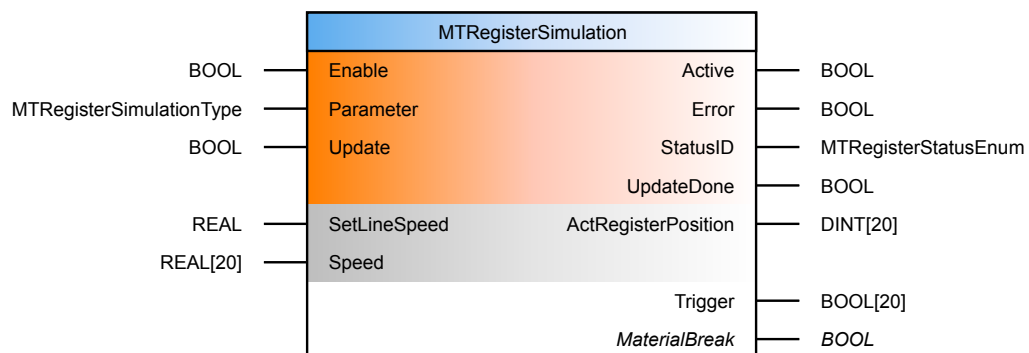 MTRegisterSimulation
BOOL Enable Active BOOL
MTRegisterSimulationType Parameter Error BOOL
BOOL Update StatusID MTRegisterStatusEnum
UpdateDone BOOL
REAL SetLineSpeed ActRegisterPosition DINT[20]
REAL[20] Speed
Trigger BOOL[20]
MaterialBreak BOOL